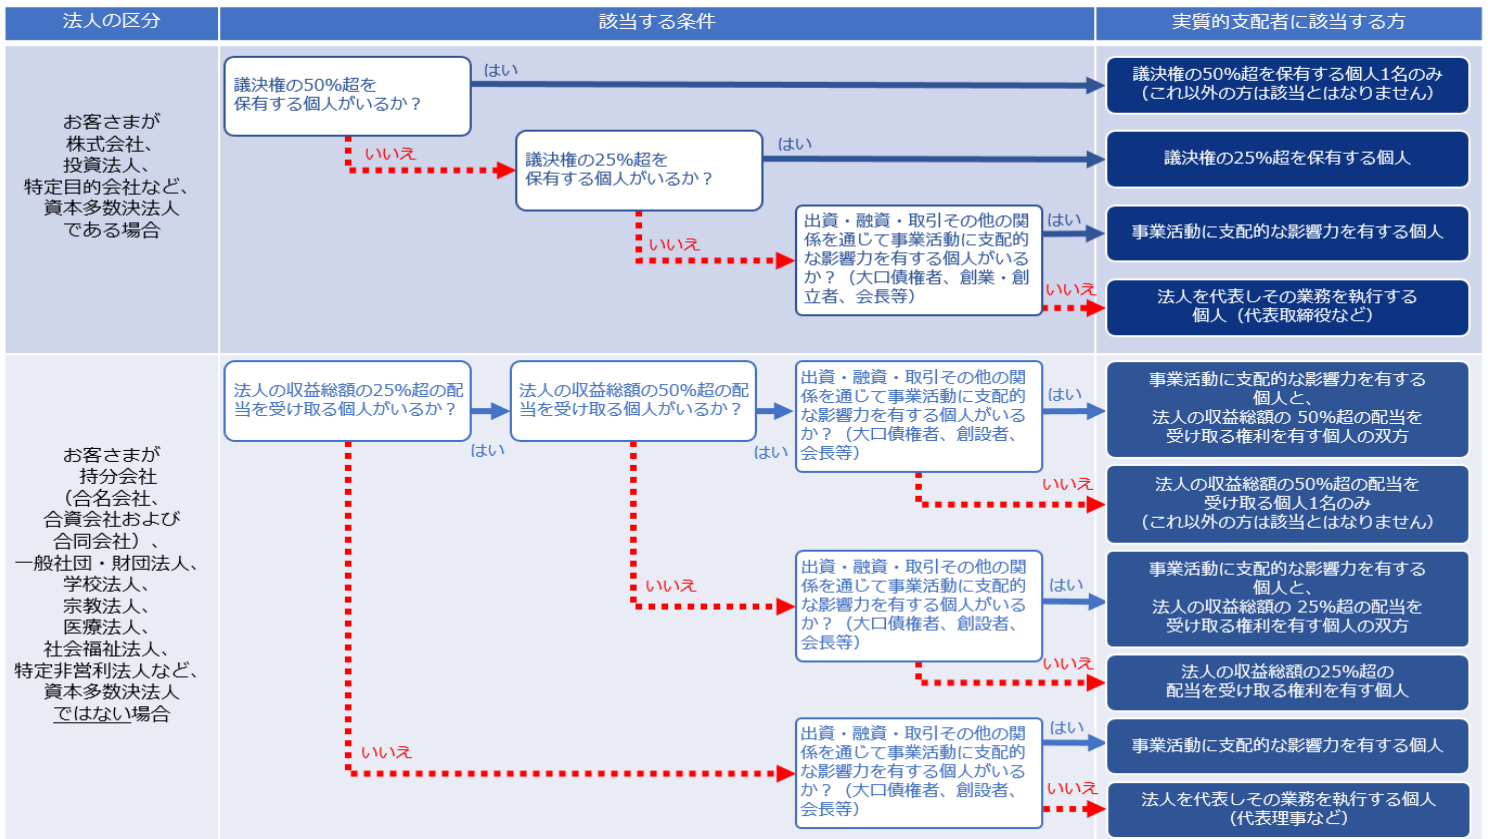 法人の区分
該当する条件
実質的支配者に該当する方
お客さまが
株式会社、
投資法人、
特定目的会社など、
資本多数決法人
である場合
議決権の50%超を
保有する個人がいるか？
はい
議決権の50%超を保有する個人1名のみ
（これ以外の方は該当とはなりません）
いいえ
議決権の25%超を
保有する個人がいるか？
はい
議決権の25%超を保有する個人
いいえ
出資・融資・取引その他の関
係を通じて事業活動に支配的
な影響力を有する個人がいる
か？（大口債権者、創業・創
立者、会長等）
はい
事業活動に支配的な影響力を有する個人
いいえ
法人を代表しその業務を執行する
個人（代表取締役など）
お客さまが
持分会社
（合名会社、
合資会社および
合同会社）、
一般社団・財団法人、
学校法人、
宗教法人、
医療法人、
社会福祉法人、
特定非営利法人など、
資本多数決法人
ではない場合
法人の収益総額の25%超の配
当を受け取る個人がいるか？
はい
法人の収益総額の50%超の配
当を受け取る個人がいるか？
はい
出資・融資・取引その他の関
係を通じて事業活動に支配的
な影響力を有する個人がいる
か？（大口債権者、創設者、
会長等）
はい
事業活動に支配的な影響力を有する
個人と、
法人の収益総額の 50%超の配当を
受け取る権利を有す個人の双方
いいえ
法人の収益総額の50%超の配当を
受け取る個人1名のみ
（これ以外の方は該当とはなりません）
いいえ
出資・融資・取引その他の関
係を通じて事業活動に支配的
な影響力を有する個人がいる
か？（大口債権者、創設者、
会長等）
はい
事業活動に支配的な影響力を有する
個人と、
法人の収益総額の 25%超の配当を
受け取る権利を有す個人の双方
いいえ
法人の収益総額の25%超の
配当を受け取る権利を有す個人
いいえ
出資・融資・取引その他の関
係を通じて事業活動に支配的
な影響力を有する個人がいる
か？（大口債権者、創設者、
会長等）
はい
事業活動に支配的な影響力を有する個人
いいえ
法人を代表しその業務を執行する個人
（代表理事など）